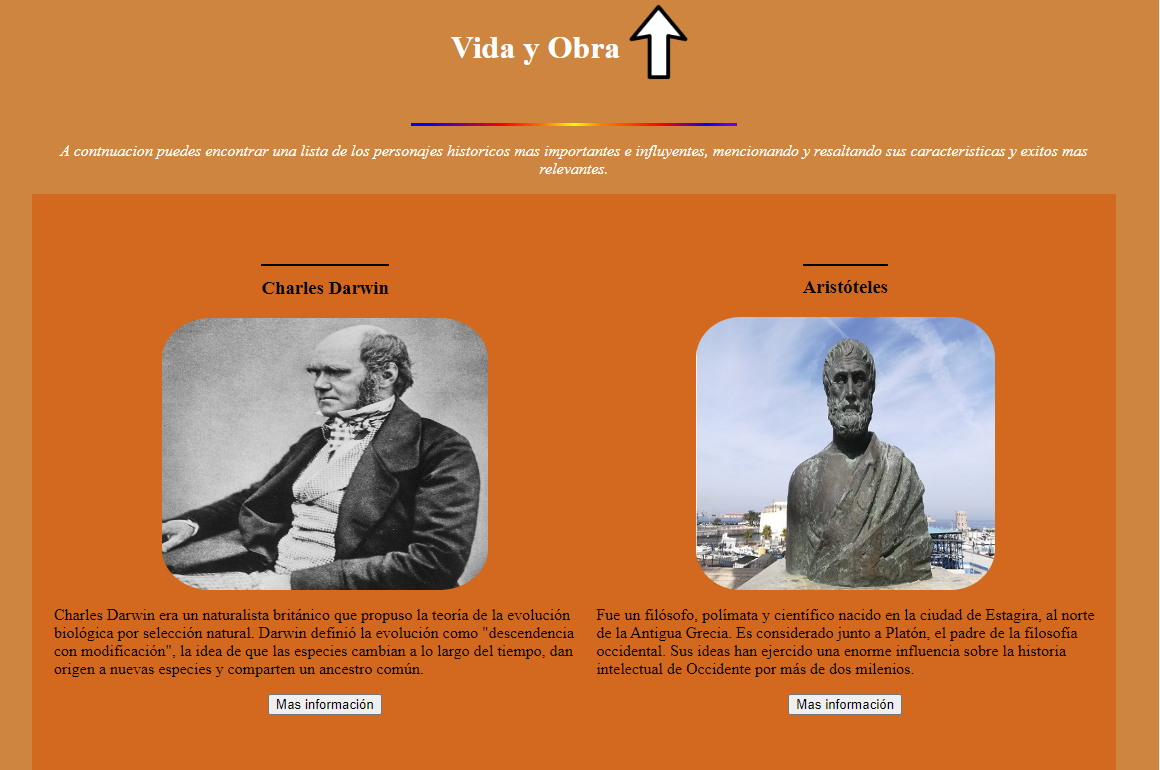 Vida y Obra
A contnuacion puedes encontrar una lista de los personajes historicos mas importantes e influyentes, mencionando y resaltando sus caracteristicas y exitos mas
relevantes.
Charles Darwin
Charles Darwin era un naturalista británico que propuso la teoría de la evolución
biológica por selección natural. Darwin definió la evolución como "descendencia
con modificación", la idea de que las especies cambian a lo largo del tiempo, dan
origen a nuevas especies y comparten un ancestro común.
Mas información
Aristóteles
Fue un filósofo, polímata y científico nacido en la ciudad de Estagira, al norte
de la Antigua Grecia. Es considerado junto a Platón, el padre de la filosofía
occidental. Sus ideas han ejercido una enorme influencia sobre la historia
intelectual de Occidente por más de dos milenios.
Mas información